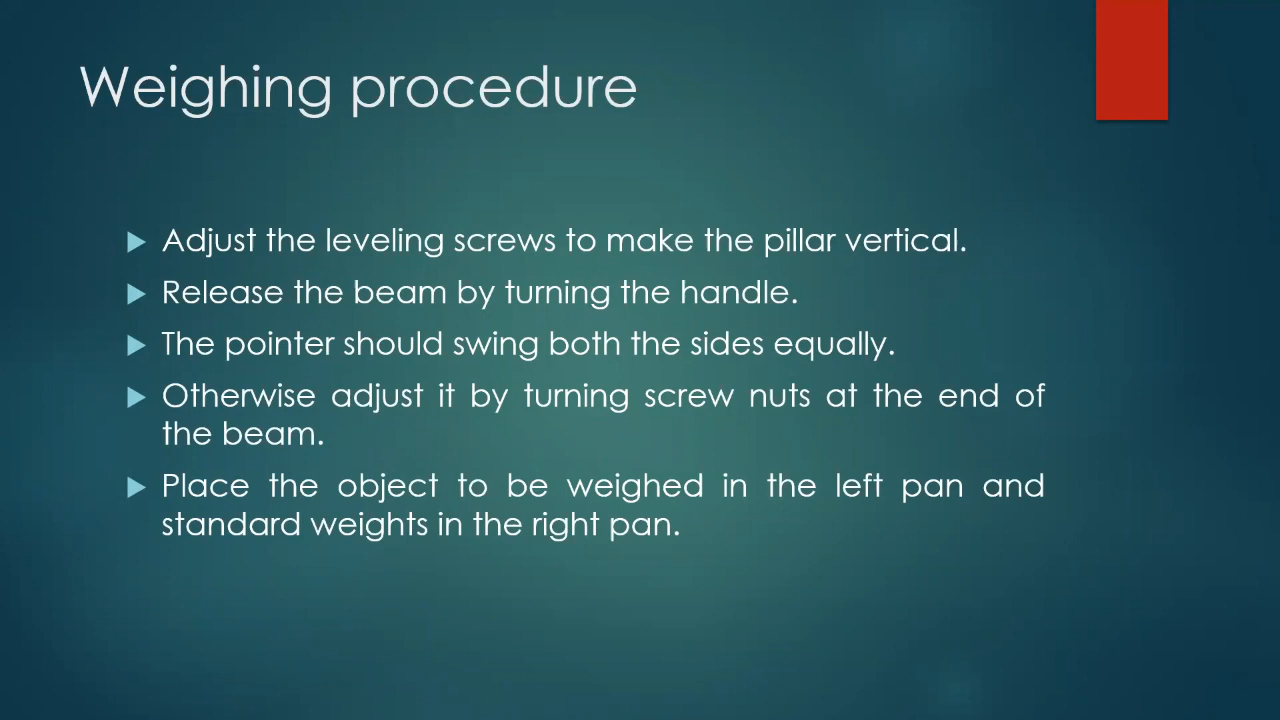 Weighing procedure
Adjust the leveling screws to make the pillar vertical.
Release the beam by turning the handle.
The pointer should swing both the sides equally.
Otherwise adjust it by turning screw nuts at the end of
the beam.
Place the object to be weighed in the left pan and
standard weights in the right pan.